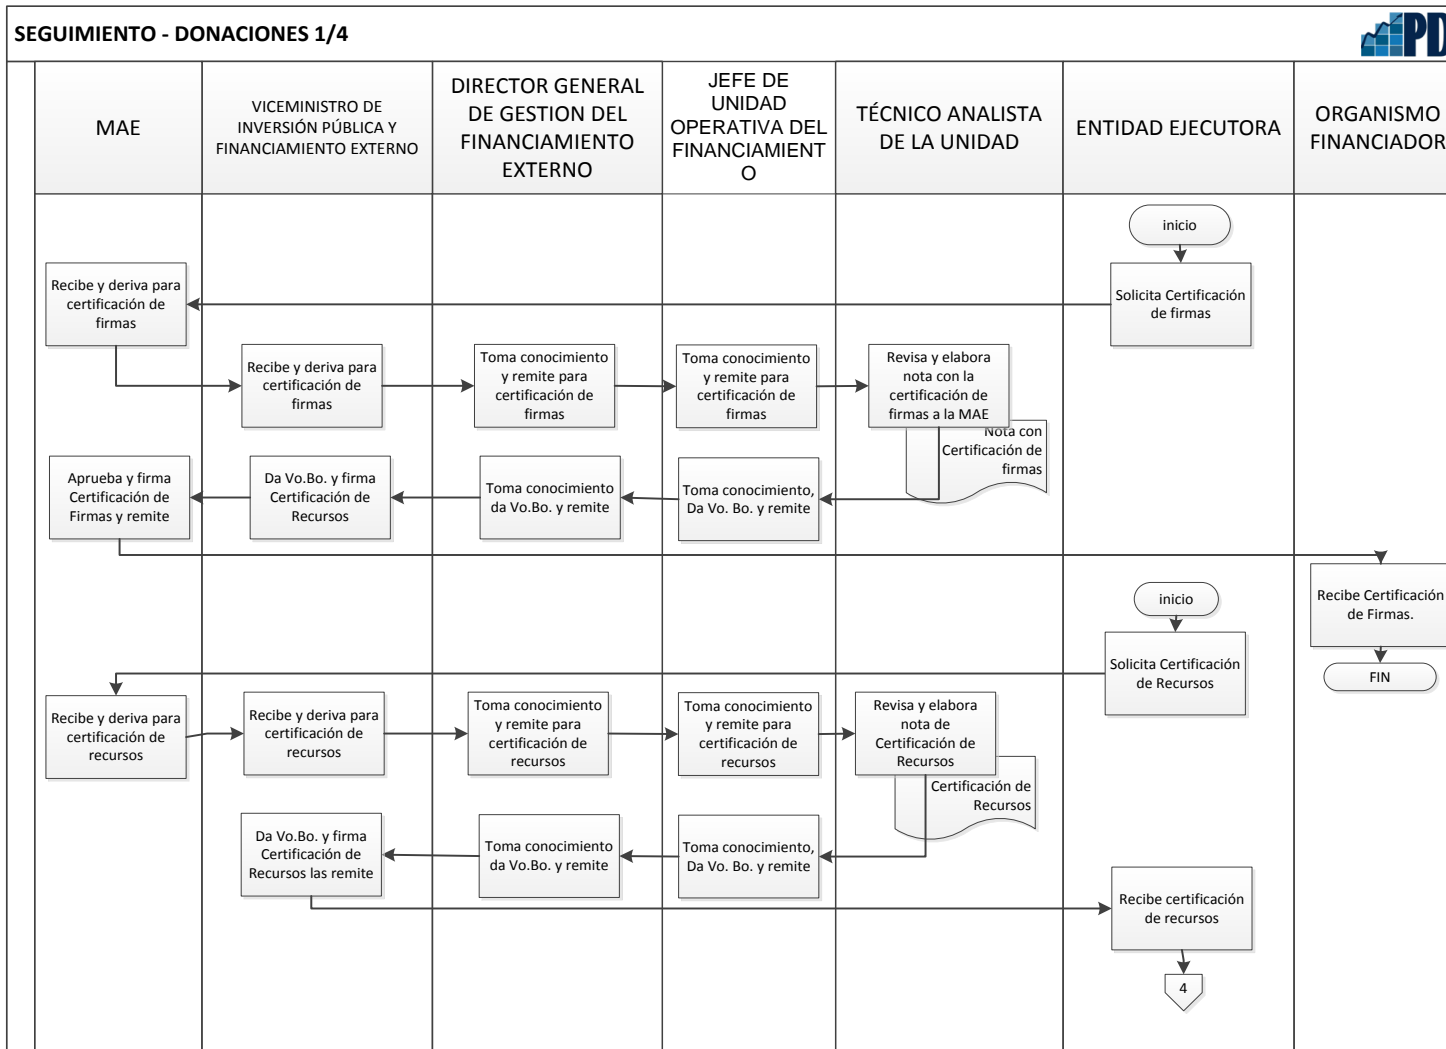 SEGUIMIENTO - DONACIONES 1/4
PD
MAE
VICEMINISTRO DE
INVERSIÓN PÚBLICA Y
FINANCIAMIENTO EXTERNO
DIRECTOR GENERAL
DE GESTION DEL
FINANCIAMIENTO
EXTERNO
JEFE DE
UNIDAD
OPERATIVA DEL
FINANCIAMIENT
O
TÉCNICO ANALISTA
DE LA UNIDAD
ENTIDAD EJECUTORA
ORGANISMO
FINANCIADOR
inicio
Solicita Certificación
de firmas
Recibe y deriva para
certificación de
firmas
Recibe y deriva para
certificación de
firmas
Toma conocimiento
y remite para
certificación de
firmas
Toma conocimiento
y remite para
certificación de
firmas
Revisa y elabora
nota con la
certificación de
firmas a la MAE
Nota con
Certificación de
firmas
Aprueba y firma
Certificación de
Firmas y remite
Da Vo.Bo. y firma
Certificación de
Recursos
Toma conocimiento
da Vo.Bo. y remite
Toma conocimiento,
Da Vo. Bo. y remite
Recibe Certificación
de Firmas.
FIN
inicio
Solicita Certificación
de Recursos
Recibe y deriva para
certificación de
recursos
Recibe y deriva para
certificación de
recursos
Toma conocimiento
y remite para
certificación de
recursos
Toma conocimiento
y remite para
certificación de
recursos
Revisa y elabora
nota de
Certificación de
Recursos
Certificación de
Recursos
Da Vo.Bo. y firma
Certificación de
Recursos las remite
Toma conocimiento
da Vo.Bo. y remite
Toma conocimiento,
Da Vo. Bo. y remite
Recibe certificación
de recursos
4